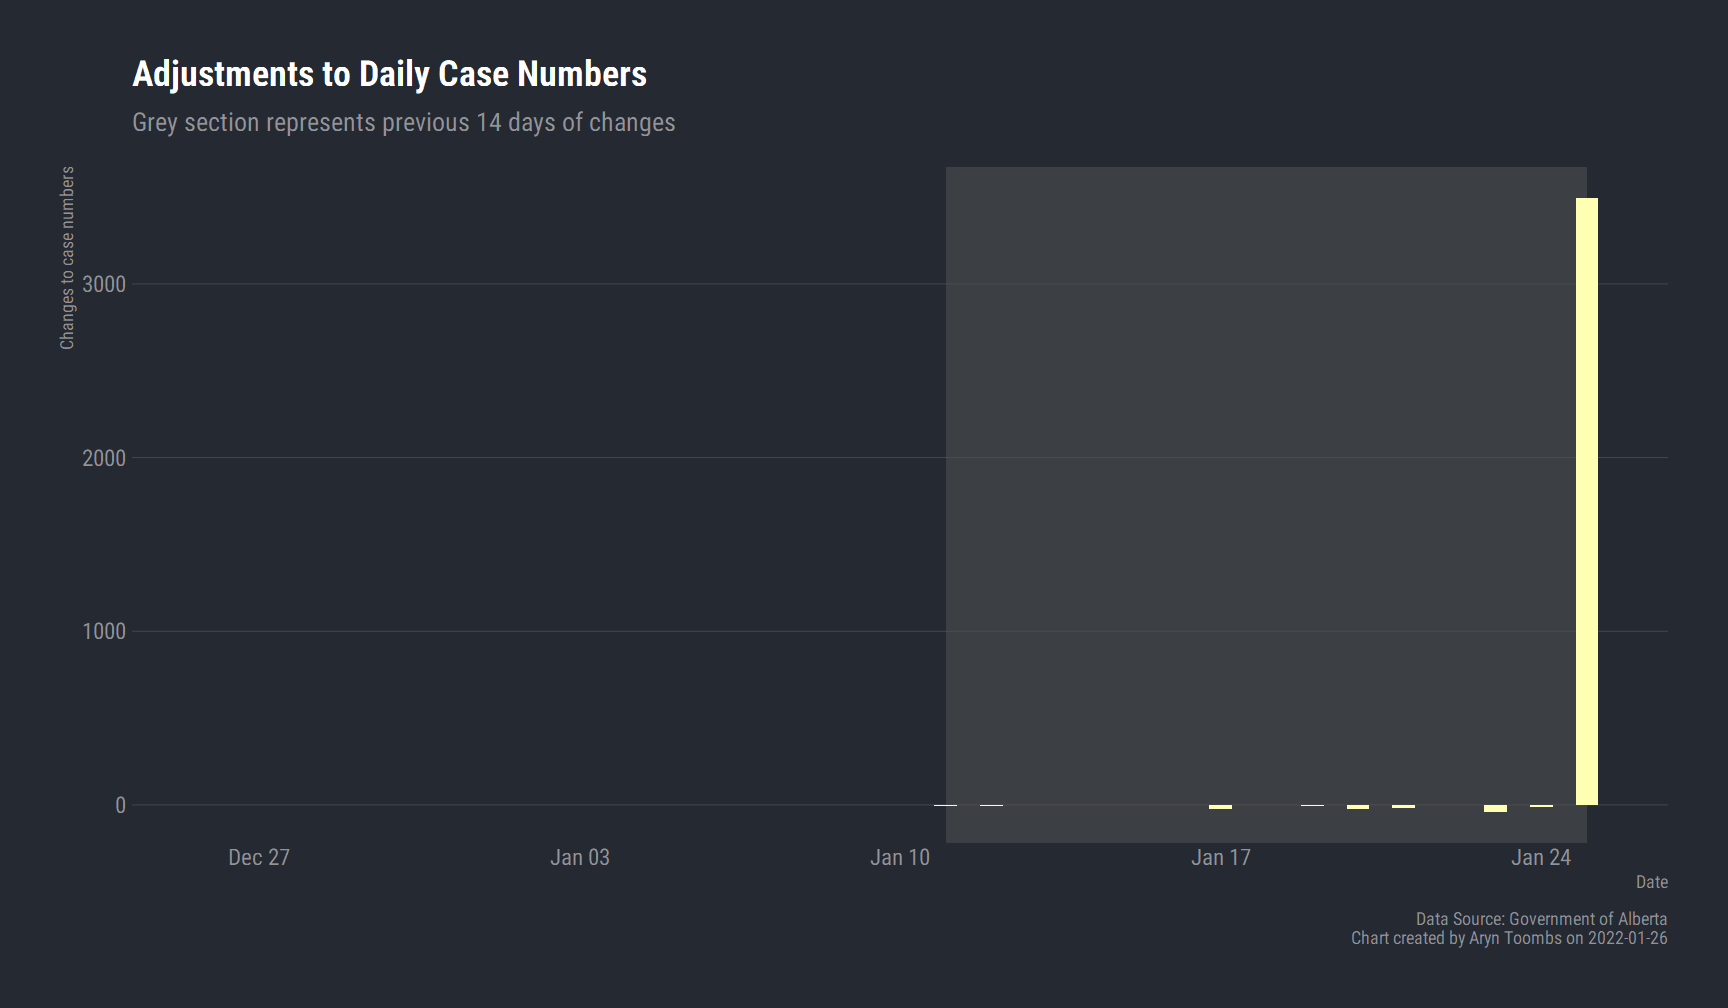 Adjustments to Daily Case Numbers
Grey section represents previous 14 days of changes
Changes to case numbers
3000
2000
1000
0
Dec 27
Jan 03
Jan 10
Jan 17
Jan 24
Date
Data Source: Government of Alberta
Chart created by Aryn Toombs on 2022-01-26